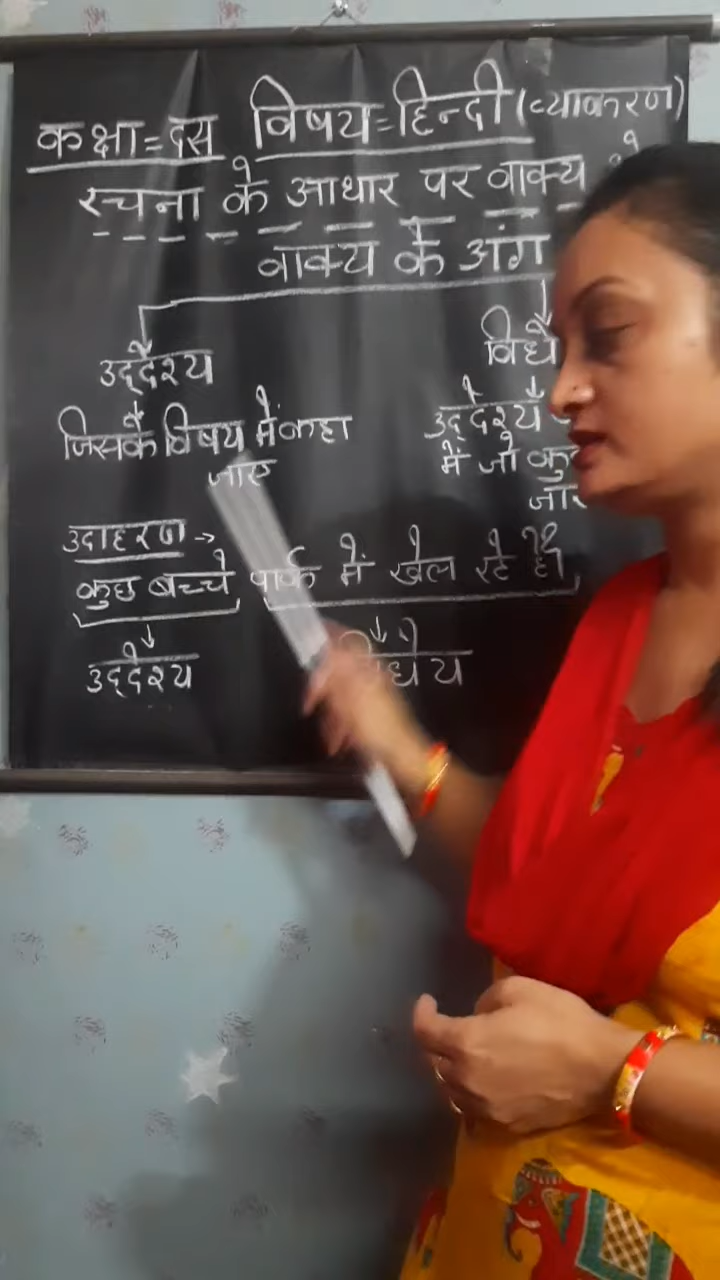 कक्षा=दस विषय=हिन्दी (व्याकरण)
रचना के आधार पर वाक्य
वाक्य के अंग
उद्देश्य
जिसके विषय में कहा
जाए
उद्देश्य
में जो
उदाहरण →
कुछ बच्चे पार्क में खेल रहे हैं।
उद्देश्य विधेय